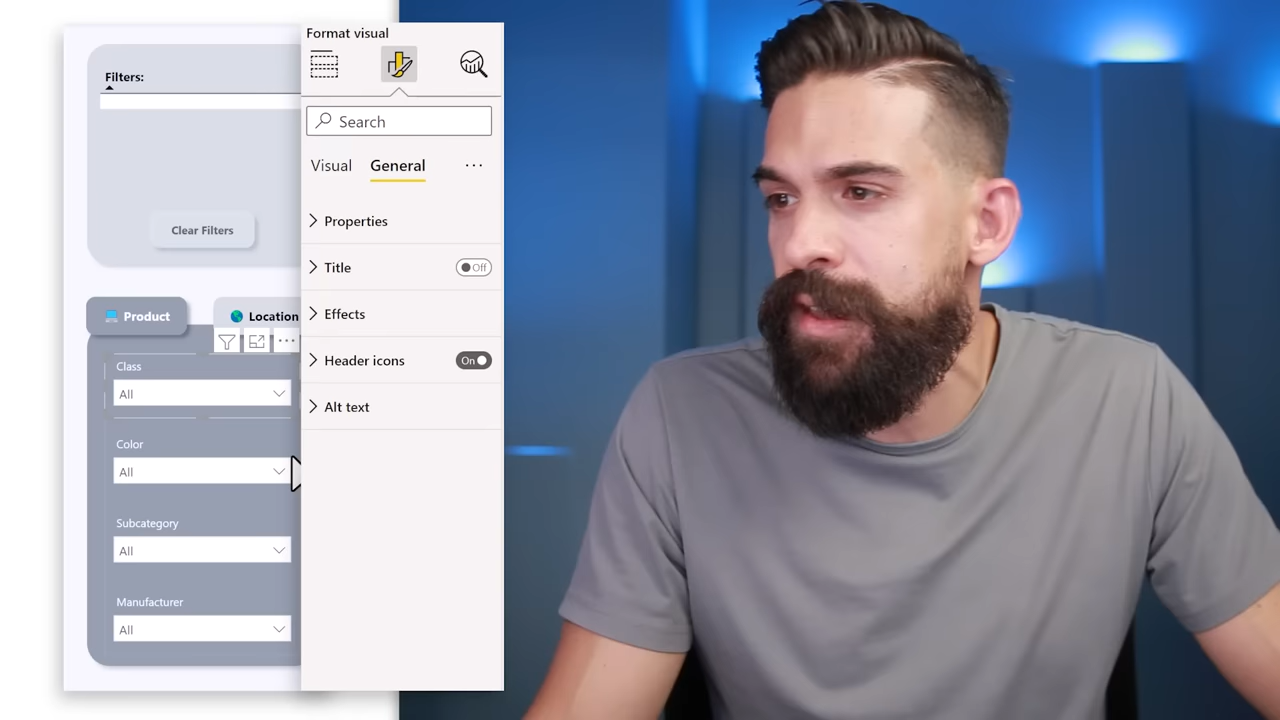 Filters:
Clear Filters
Product
Location
Class
All
Color
All
Subcategory
All
Manufacturer
All
Format visual
Search
Visual
General
...
Properties
Title
Off
Effects
Header icons
On
Alt text